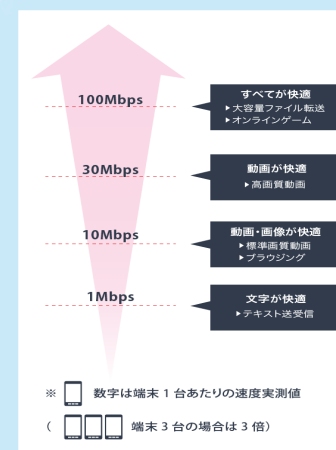 100Mbps
すべてが快適
▶大容量ファイル転送
▶オンラインゲーム
30Mbps
動画が快適
▶高画質動画
10Mbps
動画・画像が快適
▶標準画質動画
▶ブラウジング
1Mbps
文字が快適
▶テキスト送受信
※ 数字は端末1台あたりの速度実測値
( 端末3台の場合は3倍)